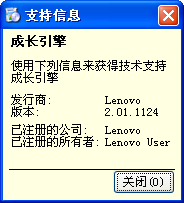 支持信息
成长引擎
使用下列信息来获得技术支持
成长引擎
发行商: Lenovo
版本: 2.01.1124
已注册的公司: Lenovo
已注册的所有者: Lenovo User
关闭(O)